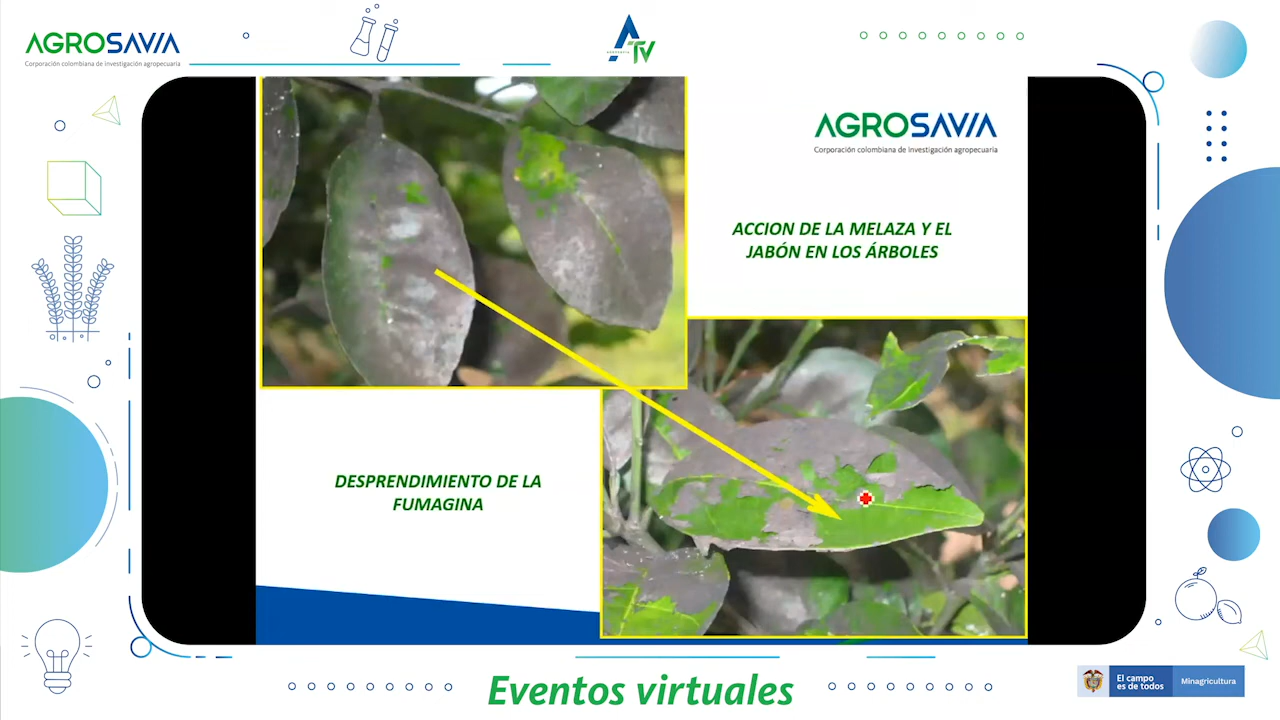 AGROSAVIA
Corporación colombiana de investigación agropecuaria
ATV
AGROSAVIA
Corporación colombiana de investigación agropecuaria
ACCION DE LA MELAZA Y EL
JABÓN EN LOS ÁRBOLES
DESPRENDIMIENTO DE LA
FUMAGINA
Eventos virtuales
El campo
es de todos
Minagricultura